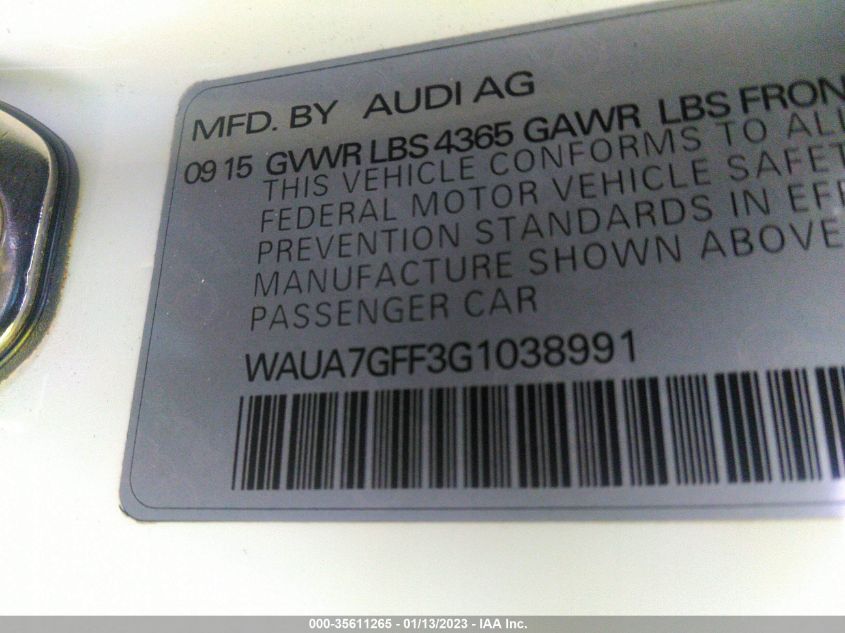 MFD. BY AUDI AG
09 15 GVWR LBS 4365 GAWR LBS FRON
THIS VEHICLE CONFORMS TO ALL
FEDERAL MOTOR VEHICLE SAFET
PREVENTION STANDARDS IN EFF
MANUFACTURE SHOWN ABOVE
PASSENGER CAR
WAUA7GFF3G1038991
000-35611265 - 01/13/2023 - IAA Inc.